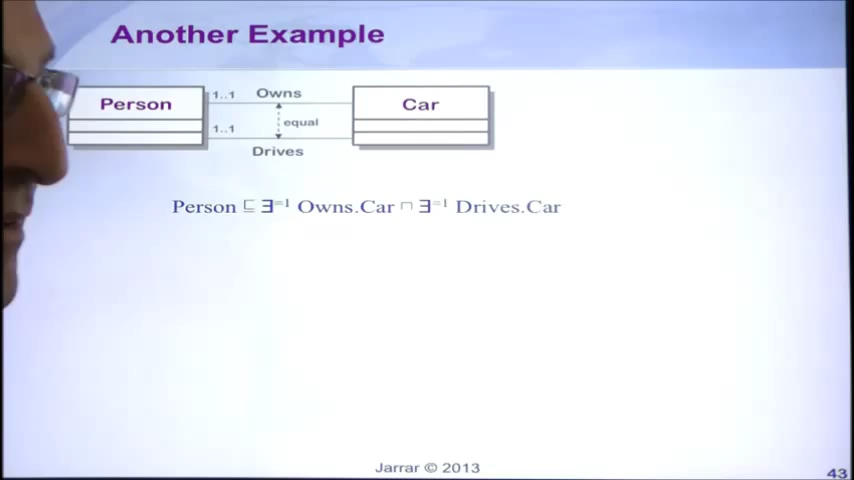 Another Example
Person
1..1
Owns
Car
equal
1..1
Drives
Person ⊑ ∃⁼¹ Owns.Car ⊓ ∃⁼¹ Drives.Car
Jarrar © 2013
43